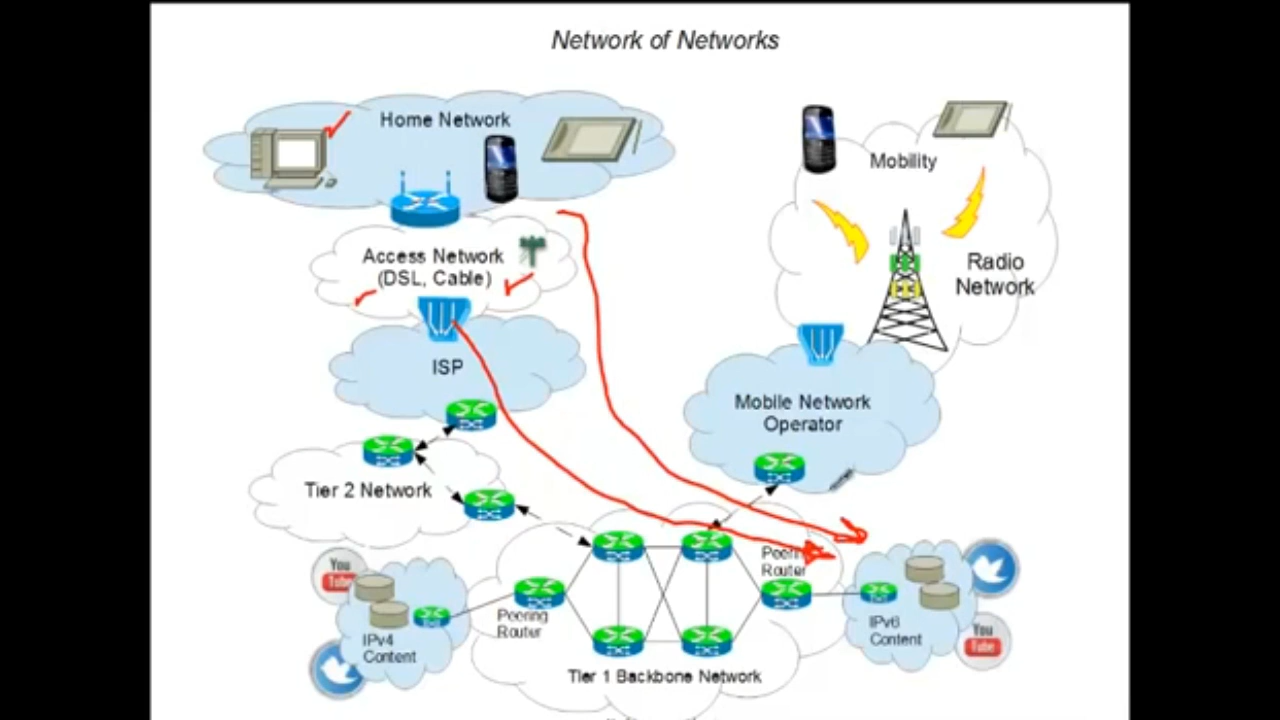 Network of Networks
Home Network
Mobility
Access Network
(DSL, Cable)
Radio
Network
ISP
Mobile Network
Operator
Tier 2 Network
Peering
Router
You
Tube
IPv4
Content
Peering
Router
IPv6
Content
You
Tube
Tier 1 Backbone Network